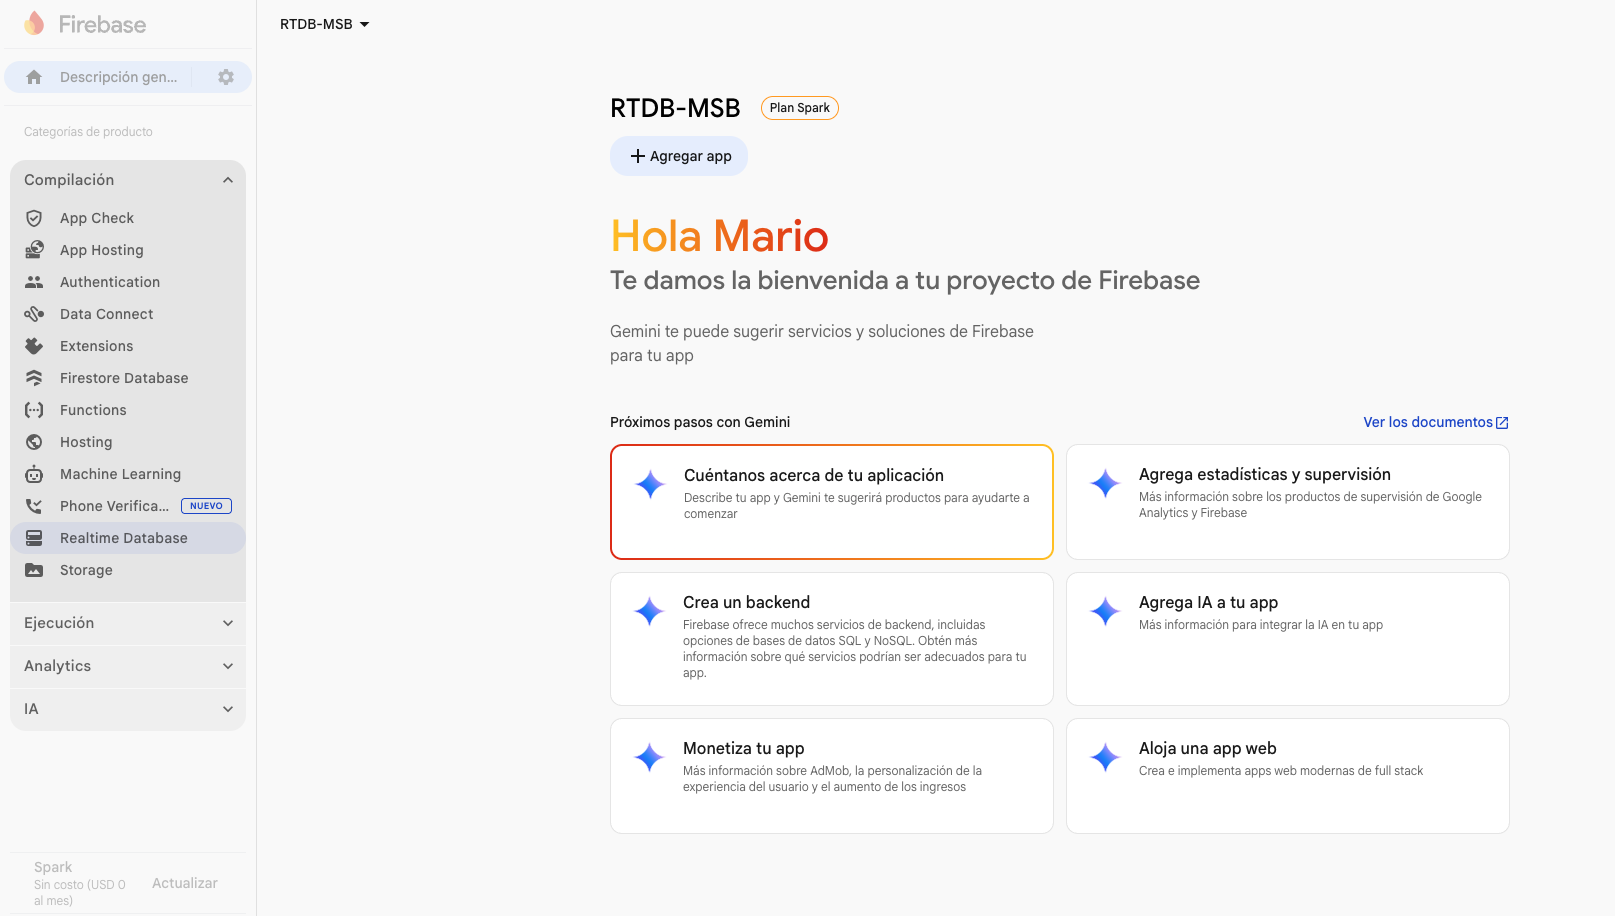 Firebase
Descripción gen...
Categorías de producto
Compilación
App Check
App Hosting
Authentication
Data Connect
Extensions
Firestore Database
Functions
Hosting
Machine Learning
Phone Verifica... NUEVO
Realtime Database
Storage
Ejecución
Analytics
IA
Spark
Sin costo (USD 0
al mes)
Actualizar
RTDB-MSB
RTDB-MSB Plan Spark
Agregar app
Hola Mario
Te damos la bienvenida a tu proyecto de Firebase
Gemini te puede sugerir servicios y soluciones de Firebase
para tu app
Próximos pasos con Gemini
Ver los documentos
Cuéntanos acerca de tu aplicación
Describe tu app y Gemini te sugerirá productos para ayudarte a
comenzar
Agrega estadísticas y supervisión
Más información sobre los productos de supervisión de Google
Analytics y Firebase
Crea un backend
Firebase ofrece muchos servicios de backend, incluidas
opciones de bases de datos SQL y NoSQL. Obtén más
información sobre qué servicios podrían ser adecuados para tu
app.
Agrega IA a tu app
Más información para integrar la IA en tu app
Monetiza tu app
Más información sobre AdMob, la personalización de la
experiencia del usuario y el aumento de los ingresos
Aloja una app web
Crea e implementa apps web modernas de full stack